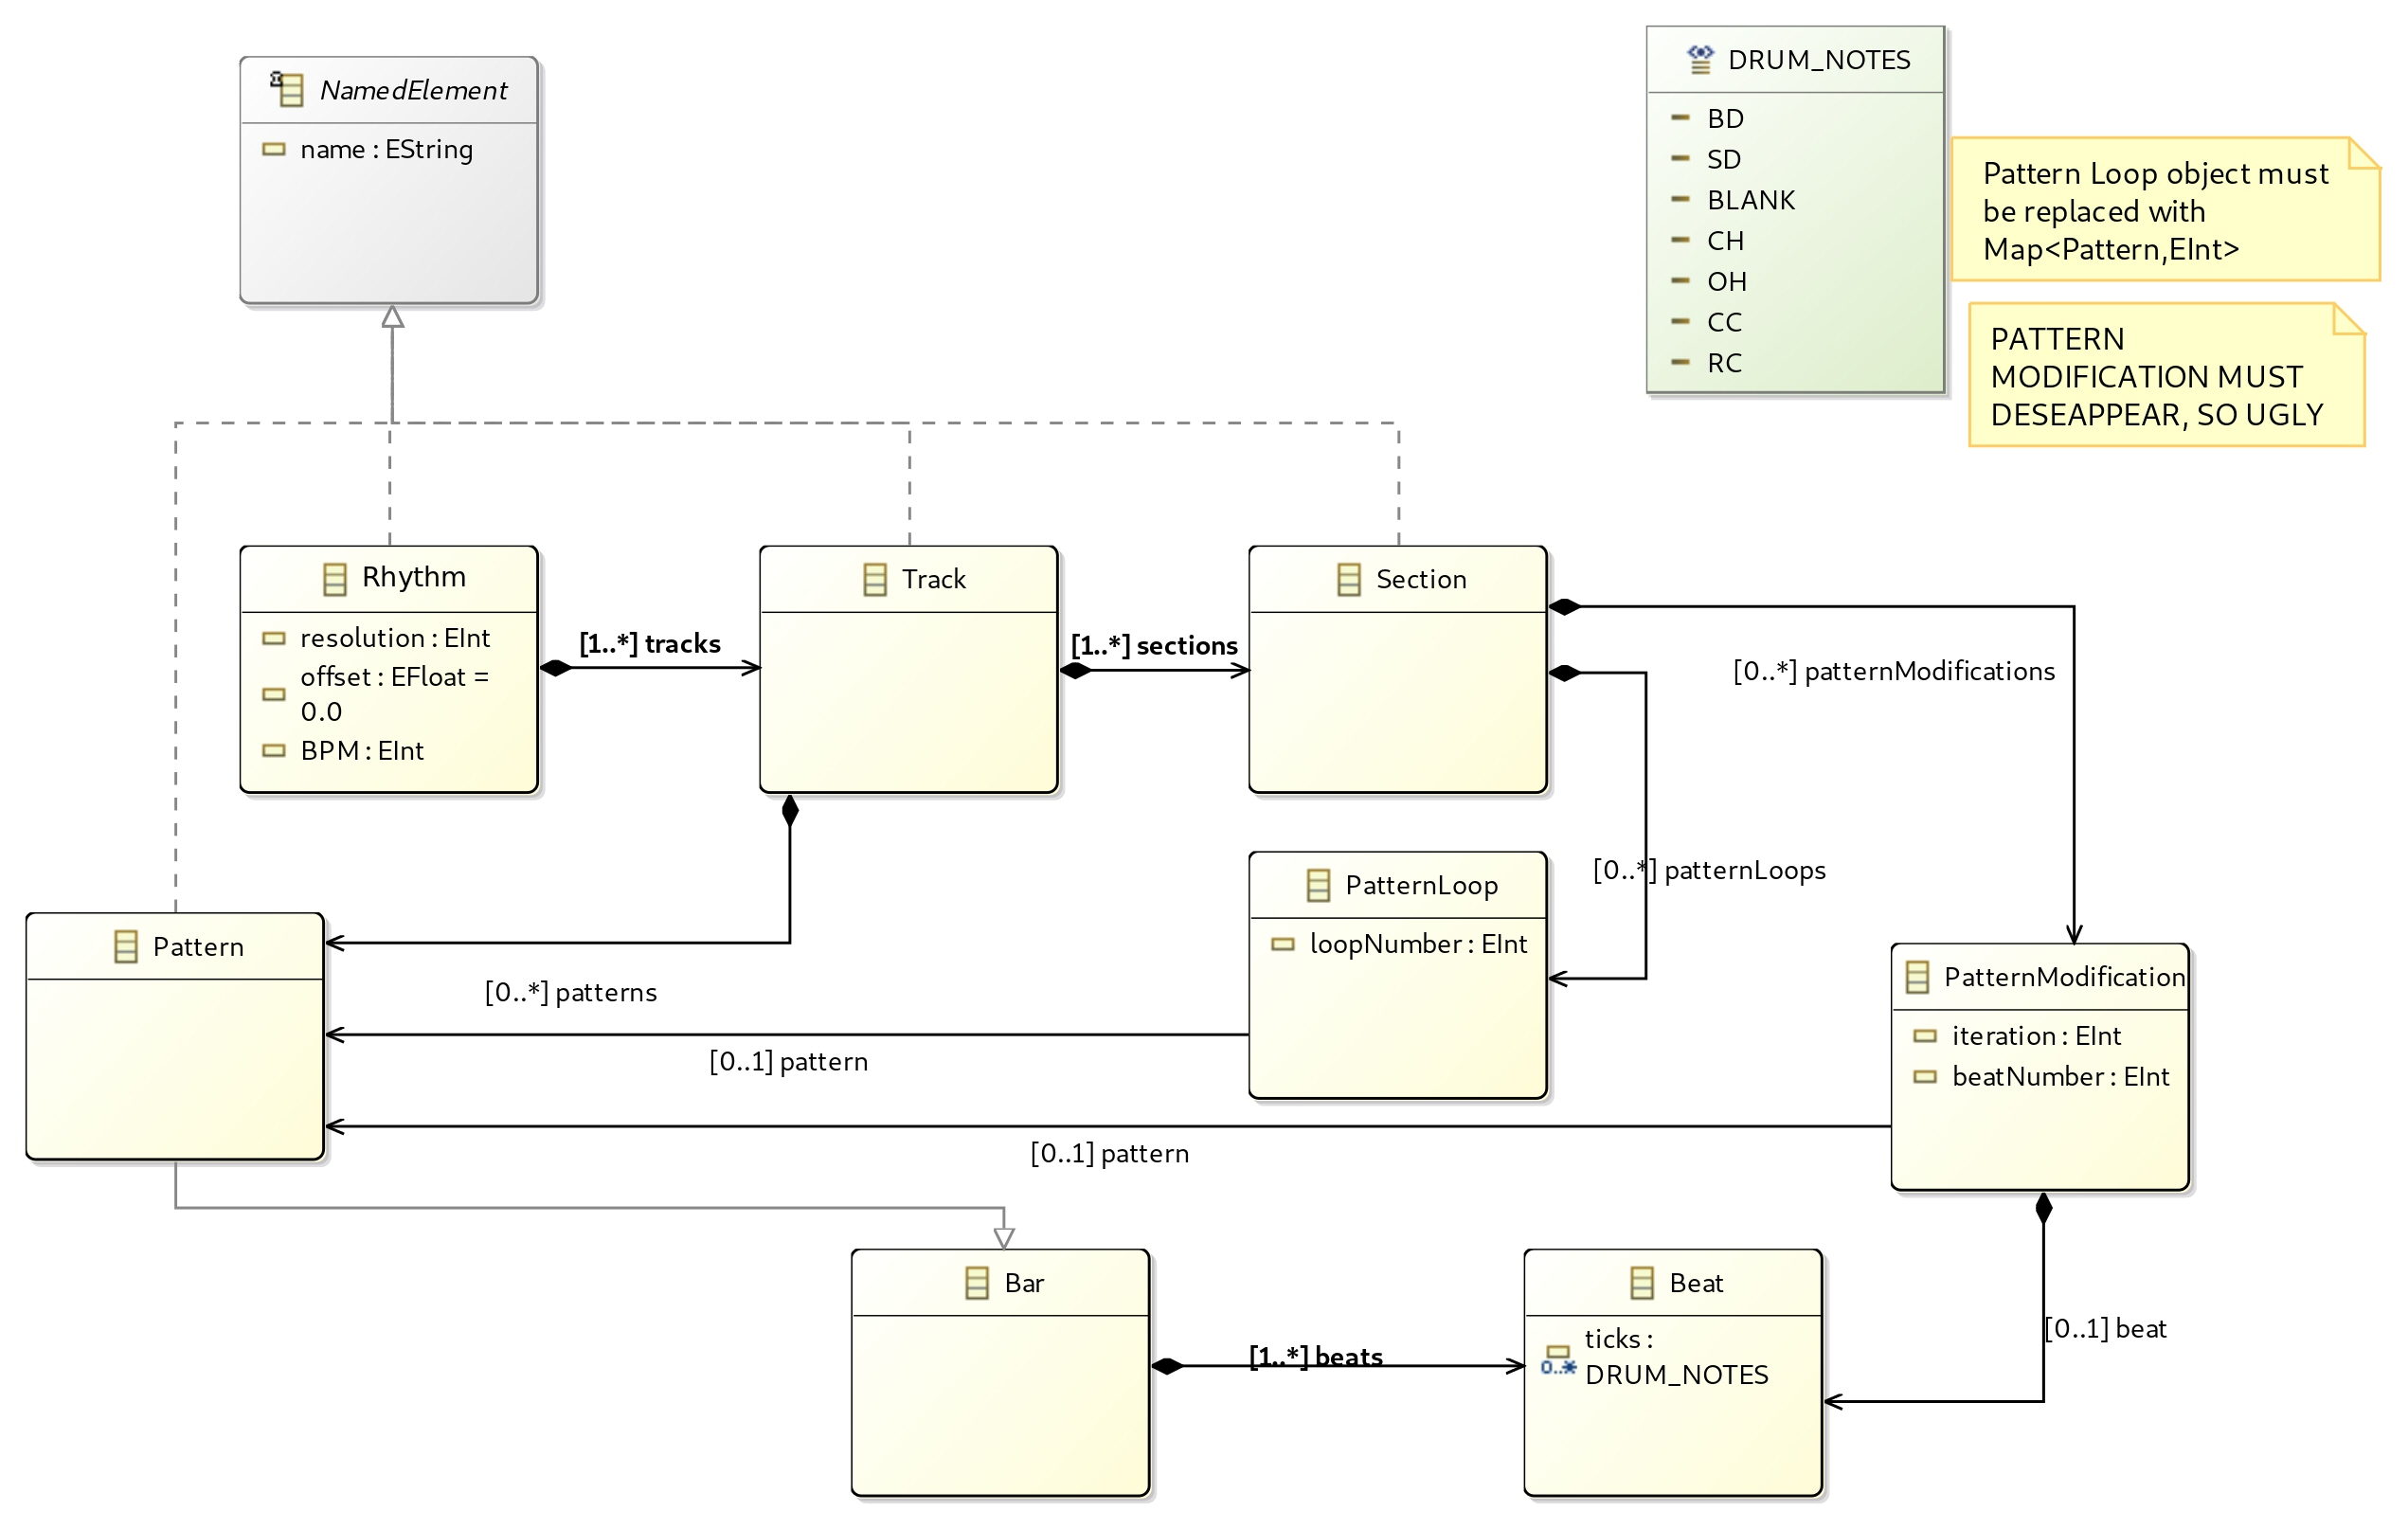 NamedElement
name : EString
DRUM_NOTES
BD
SD
BLANK
CH
OH
CC
RC
Pattern Loop object must
be replaced with
Map<Pattern,EInt>
PATTERN
MODIFICATION MUST
DESEAPPEAR, SO UGLY
Rhythm
resolution : EInt
offset : EFloat =
0.0
BPM : EInt
[1..*] tracks
Track
[1..*] sections
Section
[0..*] patternModifications
[0..*] patternLoops
PatternLoop
loopNumber : EInt
Pattern
[0..*] patterns
[0..1] pattern
PatternModification
iteration : EInt
beatNumber : EInt
[0..1] pattern
Bar
[1..*] beats
Beat
ticks :
0..*
DRUM_NOTES
[0..1] beat